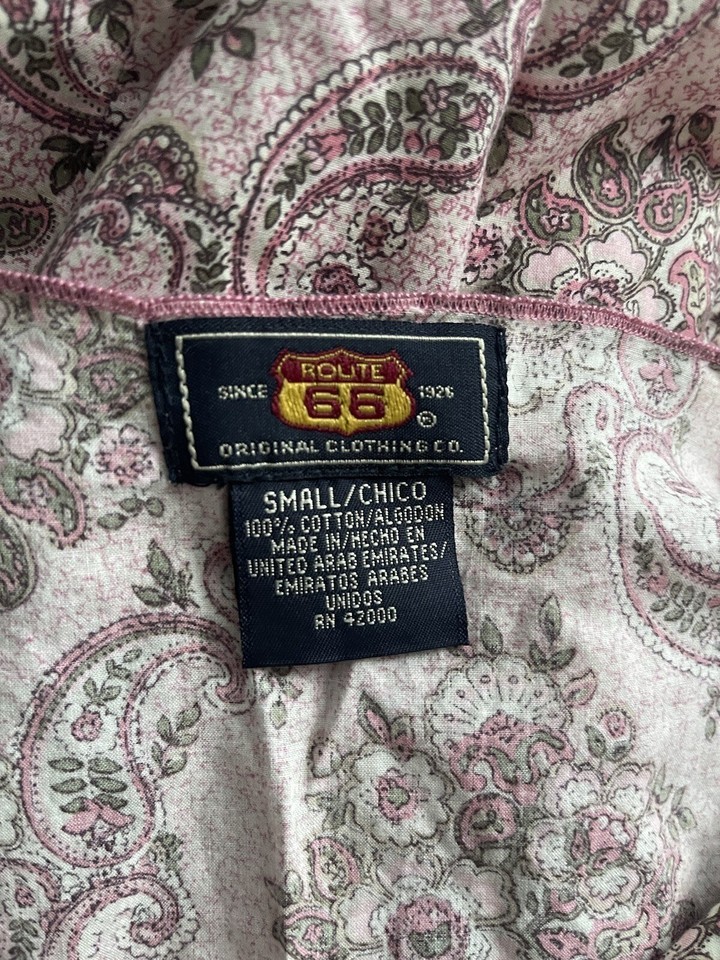 ROUTE
SINCE 66 1926
®
ORIGINAL CLOTHING CO.
SMALL/CHICO
100% COTTON/ALGODON
MADE IN/HECHO EN
UNITED ARAB EMIRATES/
EMIRATOS ARABES
UNIDOS
RN 42000